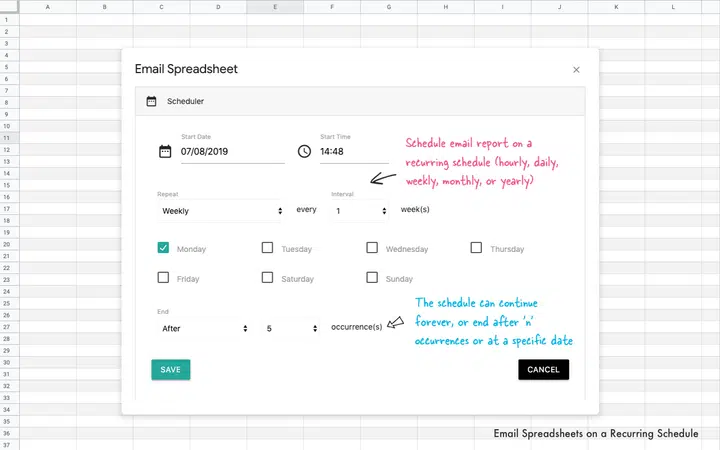 A B C D E F G H I J K L
1
2
3
4
5
6
7
8
9
10
11
12
13
14
15
16
17
18
19
20
21
22
23
24
25
26
27
28
29
30
31
32
33
34
35
36
37
Email Spreadsheet ×
Scheduler
Start Date Start Time
07/08/2019 14:48
Schedule email report on a
recurring schedule (hourly, daily,
weekly, monthly, or yearly)
Repeat Interval
Weekly every 1 week(s)
Monday Tuesday Wednesday Thursday
Friday Saturday Sunday
End
After 5 occurrence(s)
The schedule can continue
forever, or end after 'n'
occurrences or at a specific date
SAVE CANCEL
Email Spreadsheets on a Recurring Schedule